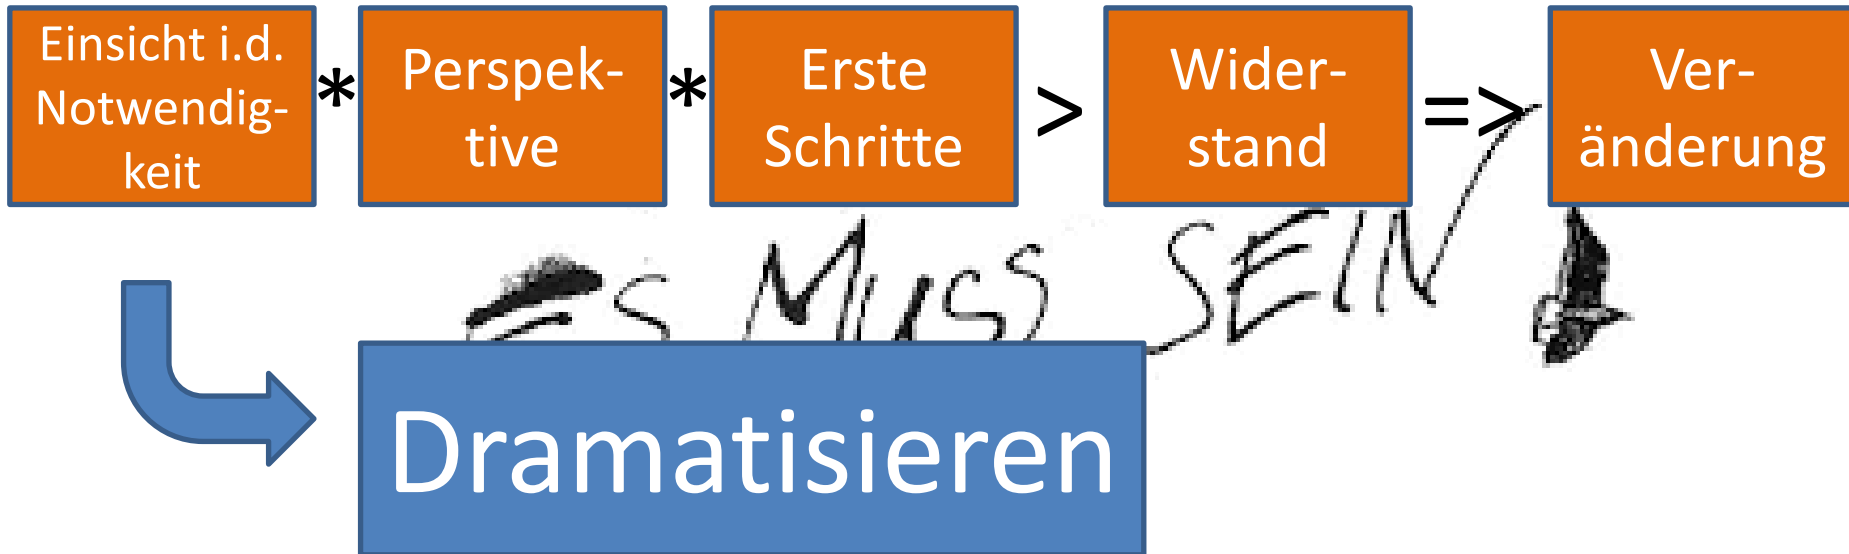 Einsicht i.d.
Notwendig-
keit
*
Perspek-
tive
*
Erste
Schritte
>
Wider-
stand
=>
Ver-
änderung
ES MUSS SEIN!
Dramatisieren